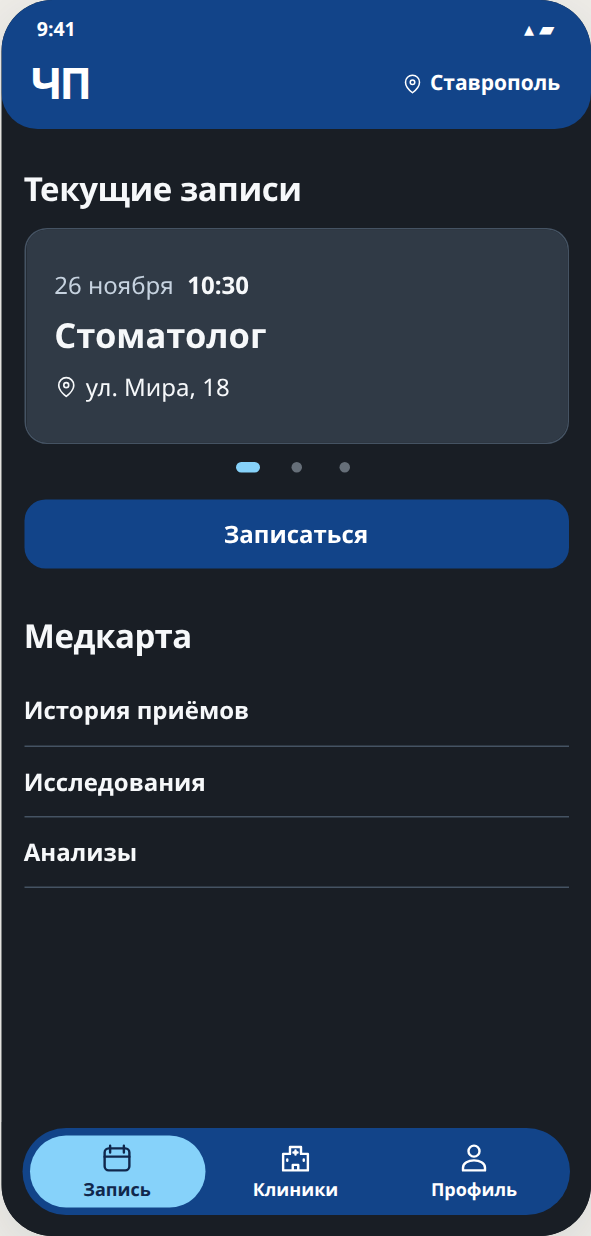 9:41
ЧП
Ставрополь
Текущие записи
26 ноября 10:30
Стоматолог
ул. Мира, 18
Записаться
Медкарта
История приёмов
Исследования
Анализы
Запись
Клиники
Профиль